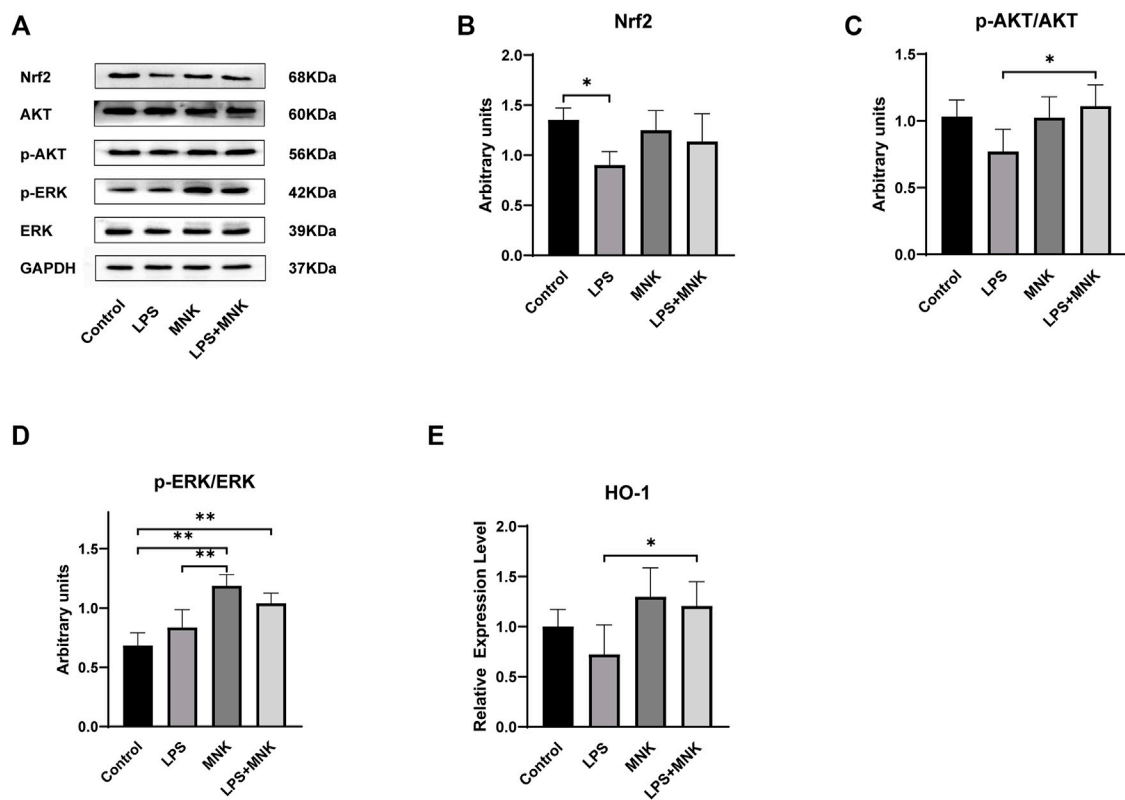 A
Nrf2 68KDa
AKT 60KDa
p-AKT 56KDa
p-ERK 42KDa
ERK 39KDa
GAPDH 37KDa
Control LPS MNK LPS+MNK
B
Nrf2
Arbitrary units
2.0
1.5
1.0
0.5
0.0
*
Control LPS MNK LPS+MNK
C
p-AKT/AKT
Arbitrary units
1.5
1.0
0.5
0.0
*
Control LPS MNK LPS+MNK
D
p-ERK/ERK
Arbitrary units
1.5
1.0
0.5
0.0
**
**
**
Control LPS MNK LPS+MNK
E
HO-1
Relative Expression Level
2.0
1.5
1.0
0.5
0.0
*
Control LPS MNK LPS+MNK